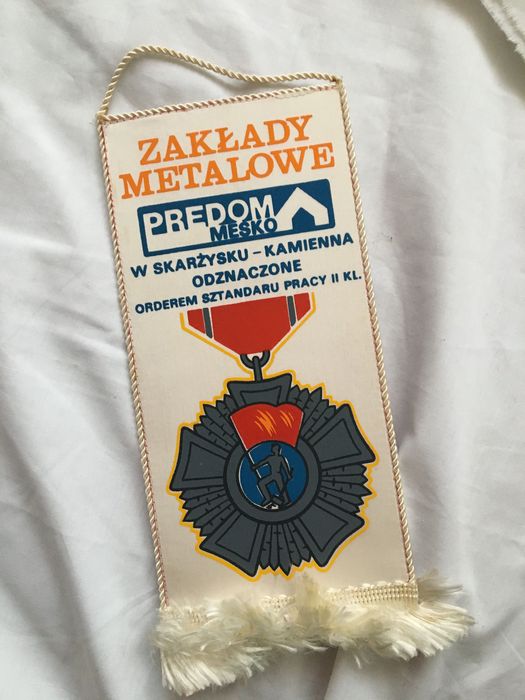 ZAKŁADY
METALOWE
PREDOM
MESKO
W SKARŻYSKU - KAMIENNA
ODZNACZONE
ORDEREM SZTANDARU PRACY II KL.